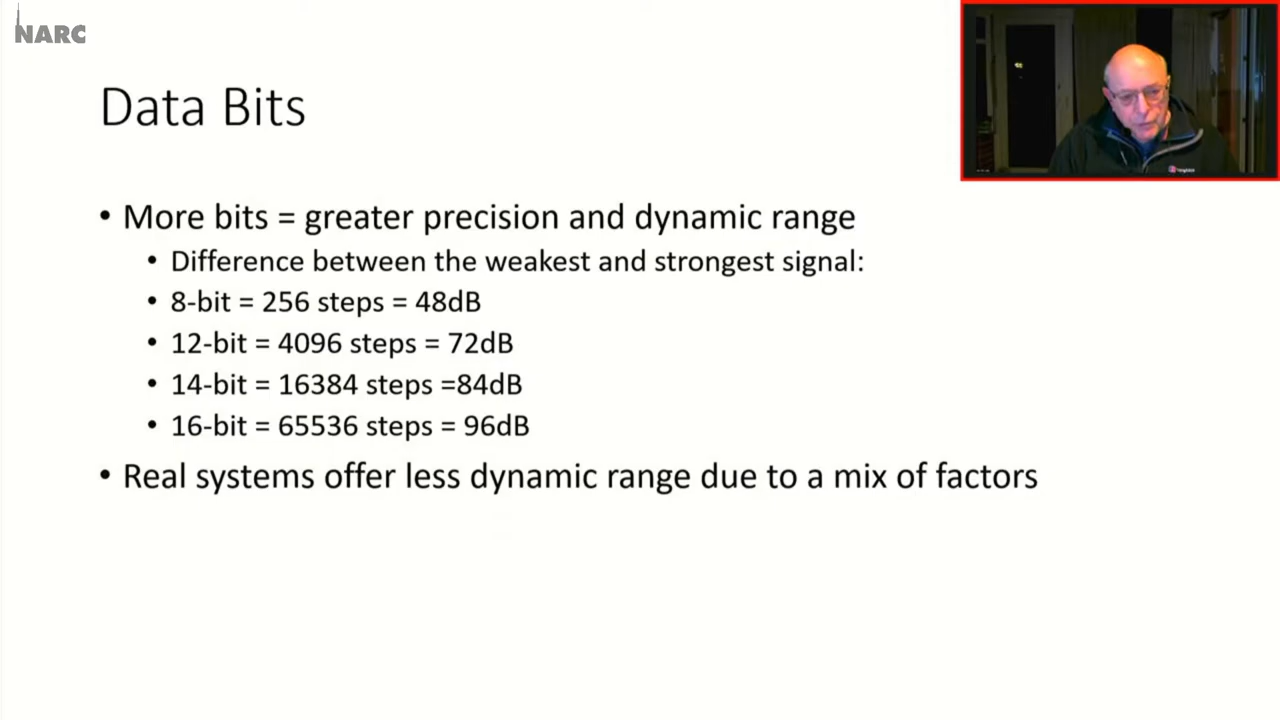 NARC
Data Bits
• More bits = greater precision and dynamic range
• Difference between the weakest and strongest signal:
• 8-bit = 256 steps = 48dB
• 12-bit = 4096 steps = 72dB
• 14-bit = 16384 steps =84dB
• 16-bit = 65536 steps = 96dB
• Real systems offer less dynamic range due to a mix of factors